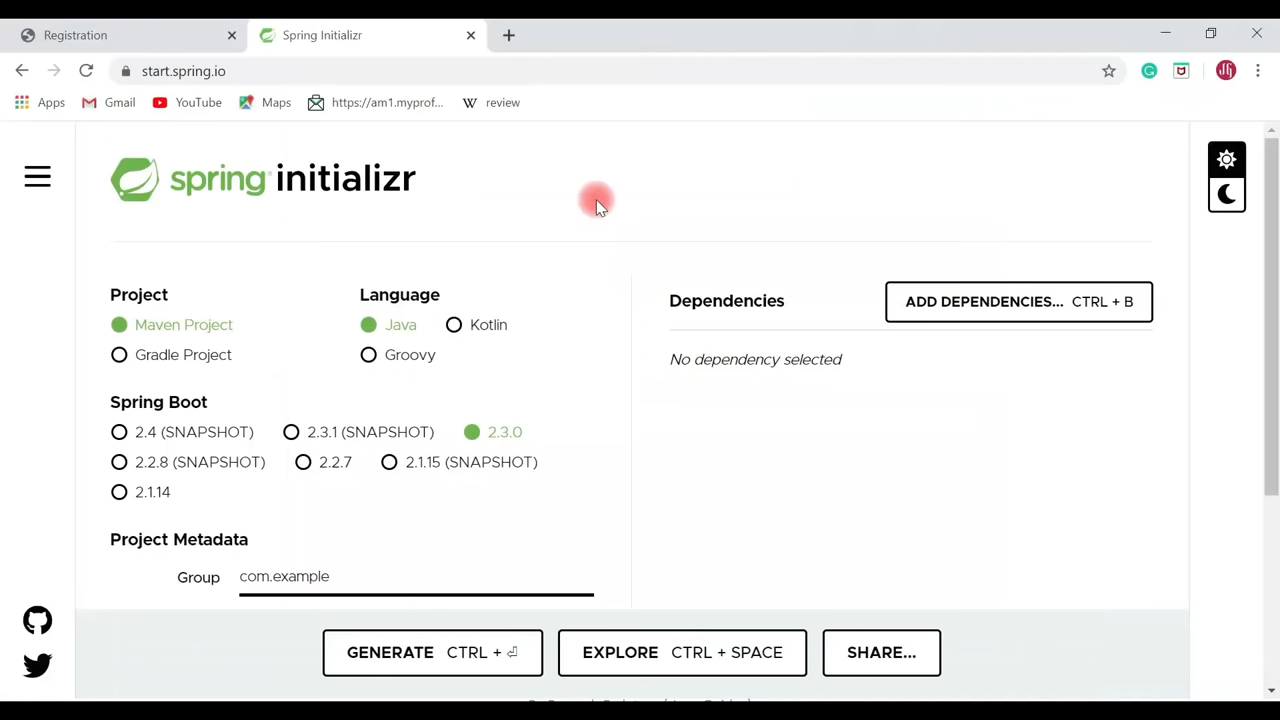 Registration
Spring Initializr
start.spring.io
Apps Gmail YouTube Maps https://am1.myprof... review
spring initializr
Project
Maven Project
Gradle Project
Language
Java Kotlin
Groovy
Spring Boot
2.4 (SNAPSHOT) 2.3.1 (SNAPSHOT) 2.3.0
2.2.8 (SNAPSHOT) 2.2.7 2.1.15 (SNAPSHOT)
2.1.14
Project Metadata
Group com.example
Dependencies
ADD DEPENDENCIES... CTRL + B
No dependency selected
GENERATE CTRL + ⏎
EXPLORE CTRL + SPACE
SHARE...